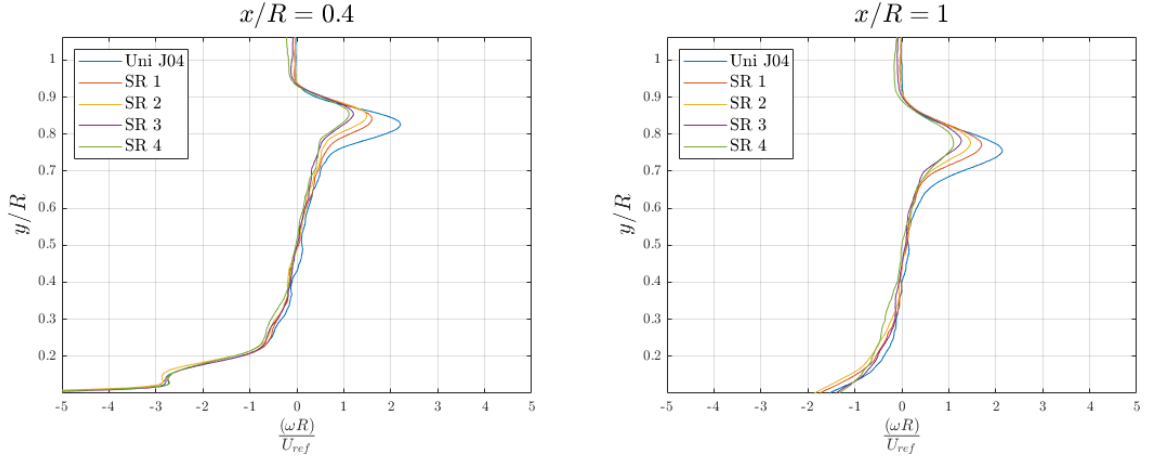 x/R = 0.4
Uni J04
SR 1
SR 2
SR 3
SR 4
1
0.9
0.8
0.7
0.6
0.5
0.4
0.3
0.2
y/R
-5 -4 -3 -2 -1 0 1 2 3 4 5
(ωR)
U_ref
x/R = 1
Uni J04
SR 1
SR 2
SR 3
SR 4
1
0.9
0.8
0.7
0.6
0.5
0.4
0.3
0.2
y/R
-5 -4 -3 -2 -1 0 1 2 3 4 5
(ωR)
U_ref